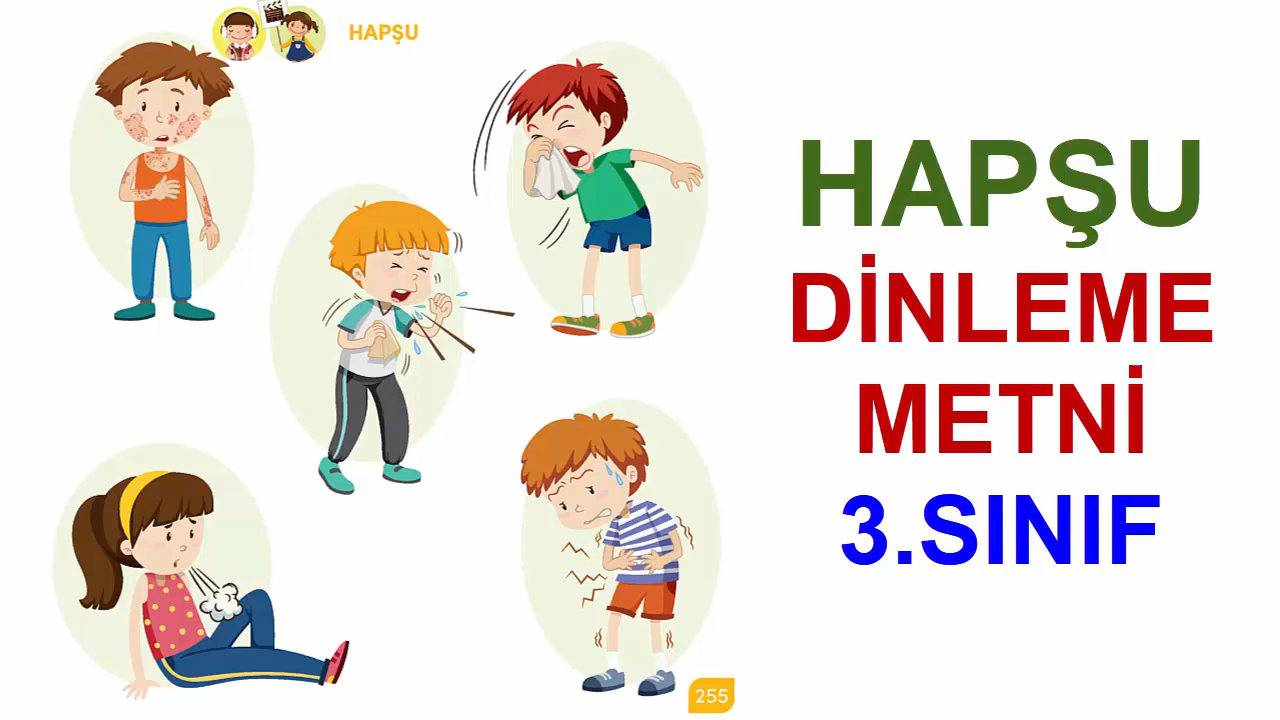 HAPŞU
HAPŞU
DİNLEME
METNİ
3.SINIF
255